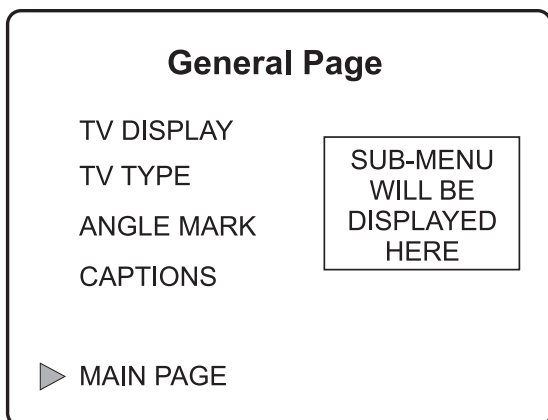 General Page
TV DISPLAY
TV TYPE
ANGLE MARK
CAPTIONS
SUB-MENU
WILL BE
DISPLAYED
HERE
MAIN PAGE